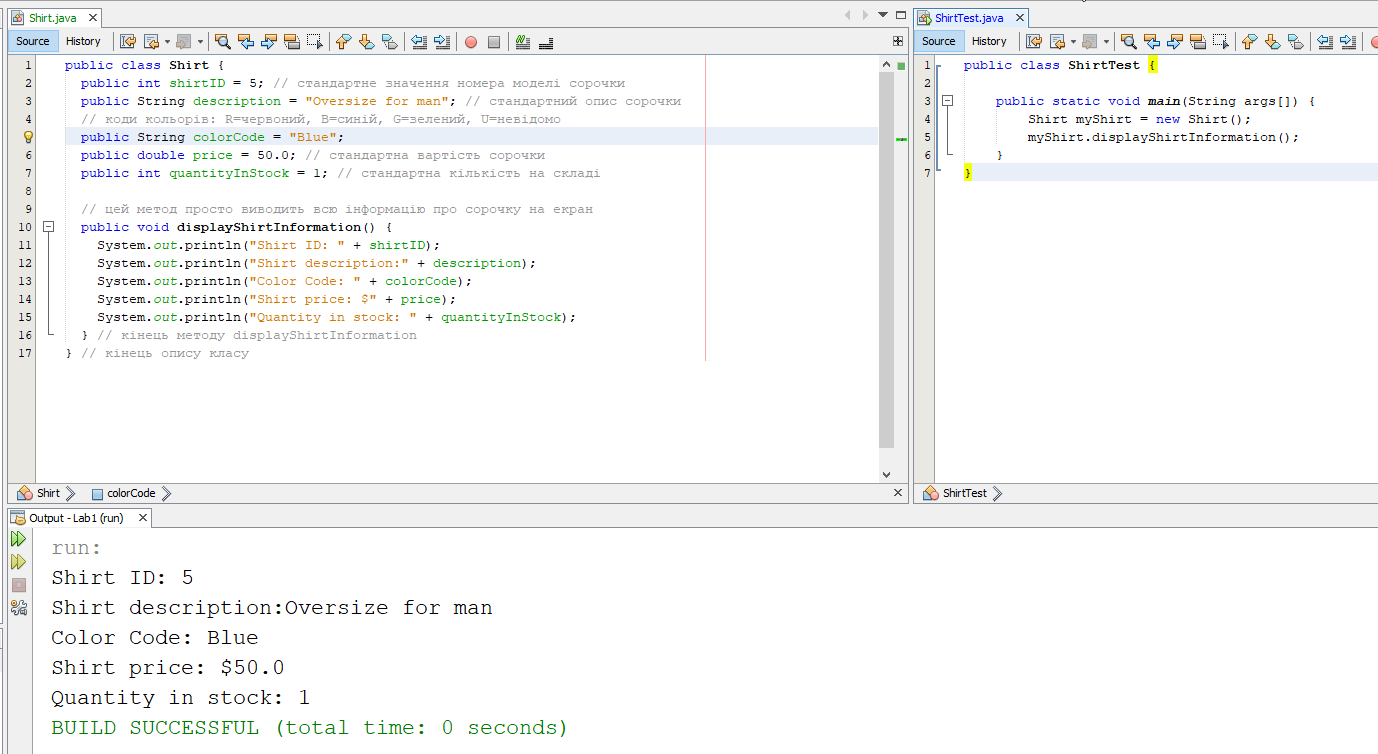 Shirt.java
Source History
1 public class Shirt {
2 public int shirtID = 5; // стандартне значення номера моделі сорочки
3 public String description = "Oversize for man"; // стандартний опис сорочки
4 // коди кольорів: R=червоний, B=синій, G=зелений, U=невідомо
public String colorCode = "Blue";
6 public double price = 50.0; // стандартна вартість сорочки
7 public int quantityInStock = 1; // стандартна кількість на складі
8
9 // цей метод просто виводить всю інформацію про сорочку на екран
10 public void displayShirtInformation() {
11 System.out.println("Shirt ID: " + shirtID);
12 System.out.println("Shirt description:" + description);
13 System.out.println("Color Code: " + colorCode);
14 System.out.println("Shirt price: $" + price);
15 System.out.println("Quantity in stock: " + quantityInStock);
16 } // кінець методу displayShirtInformation
17 } // кінець опису класу
Shirt colorCode
ShirtTest.java
Source History
1 public class ShirtTest {
2
3 public static void main(String args[]) {
4 Shirt myShirt = new Shirt();
5 myShirt.displayShirtInformation();
6 }
7 }
ShirtTest
Output - Lab1 (run)
run:
Shirt ID: 5
Shirt description:Oversize for man
Color Code: Blue
Shirt price: $50.0
Quantity in stock: 1
BUILD SUCCESSFUL (total time: 0 seconds)